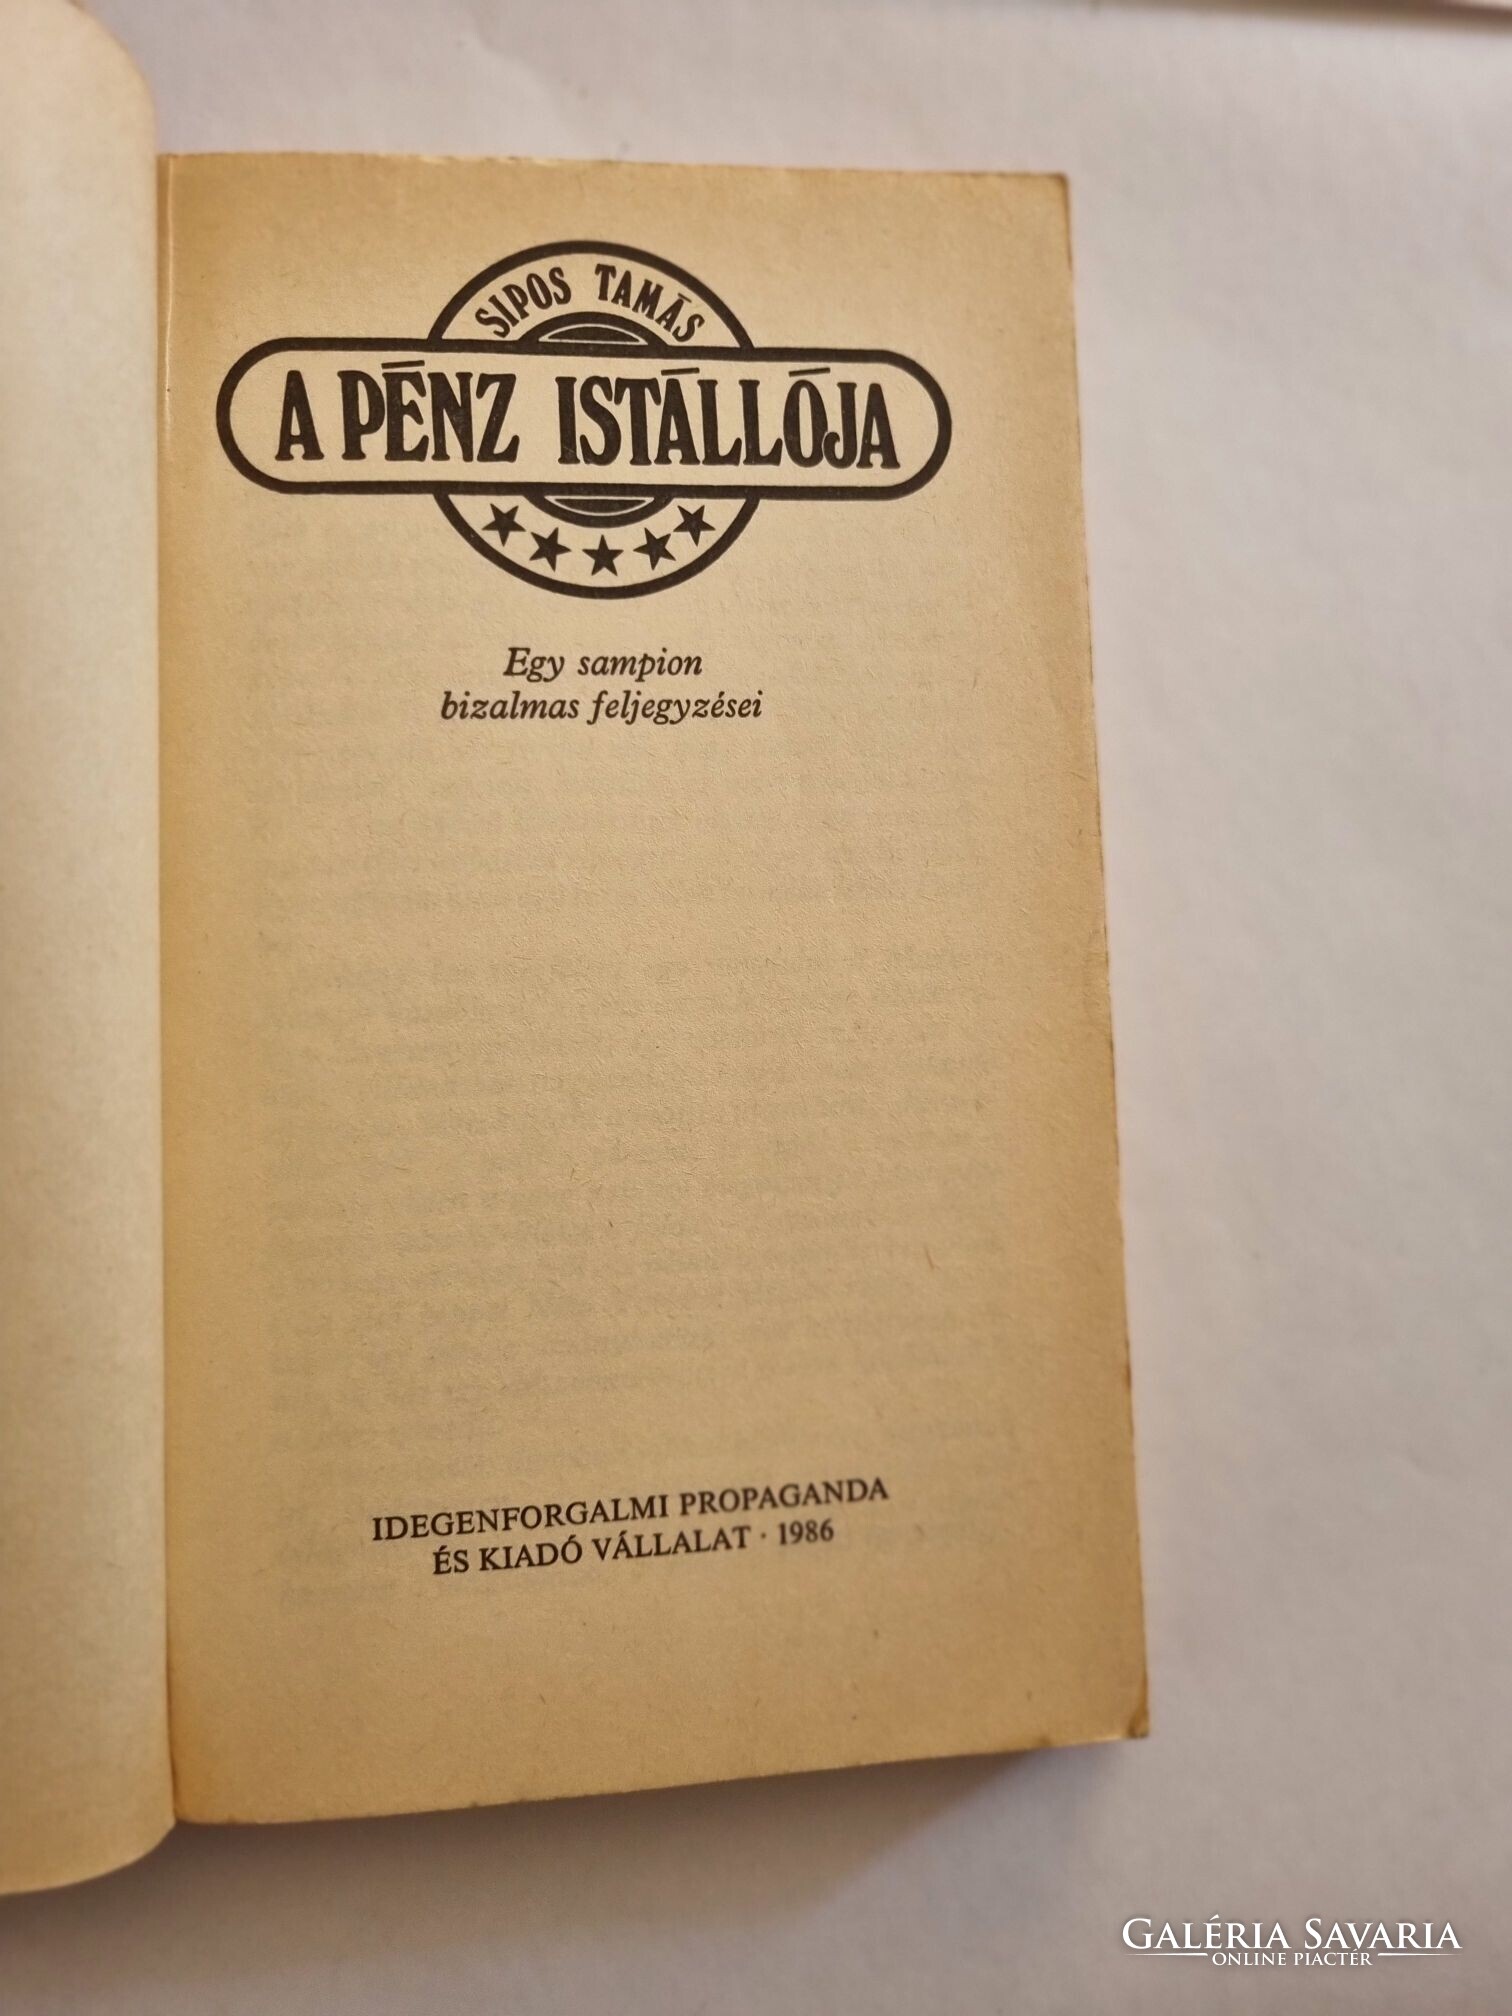 SIPOS TAMÁS
A PÉNZ ISTÁLLÓJA
Egy sampion
bizalmas feljegyzései
IDEGENFORGALMI PROPAGANDA
ÉS KIADÓ VÁLLALAT · 1986
GALÉRIA SAVARIA
ONLINE PIACTÉR